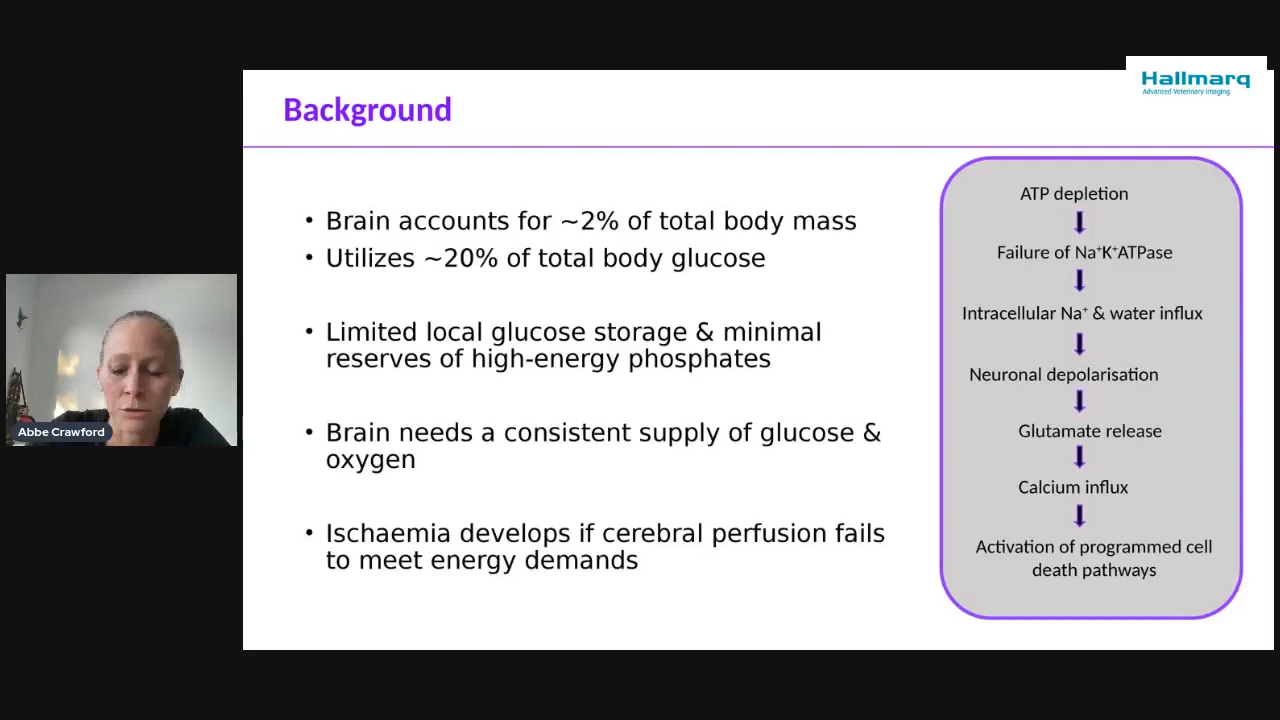 Hallmarq
Advanced Veterinary Imaging
Background
• Brain accounts for ~2% of total body mass
• Utilizes ~20% of total body glucose
• Limited local glucose storage & minimal
reserves of high-energy phosphates
• Brain needs a consistent supply of glucose &
oxygen
• Ischaemia develops if cerebral perfusion fails
to meet energy demands
ATP depletion
Failure of Na⁺K⁺ATPase
Intracellular Na⁺ & water influx
Neuronal depolarisation
Glutamate release
Calcium influx
Activation of programmed cell
death pathways
Abbe Crawford